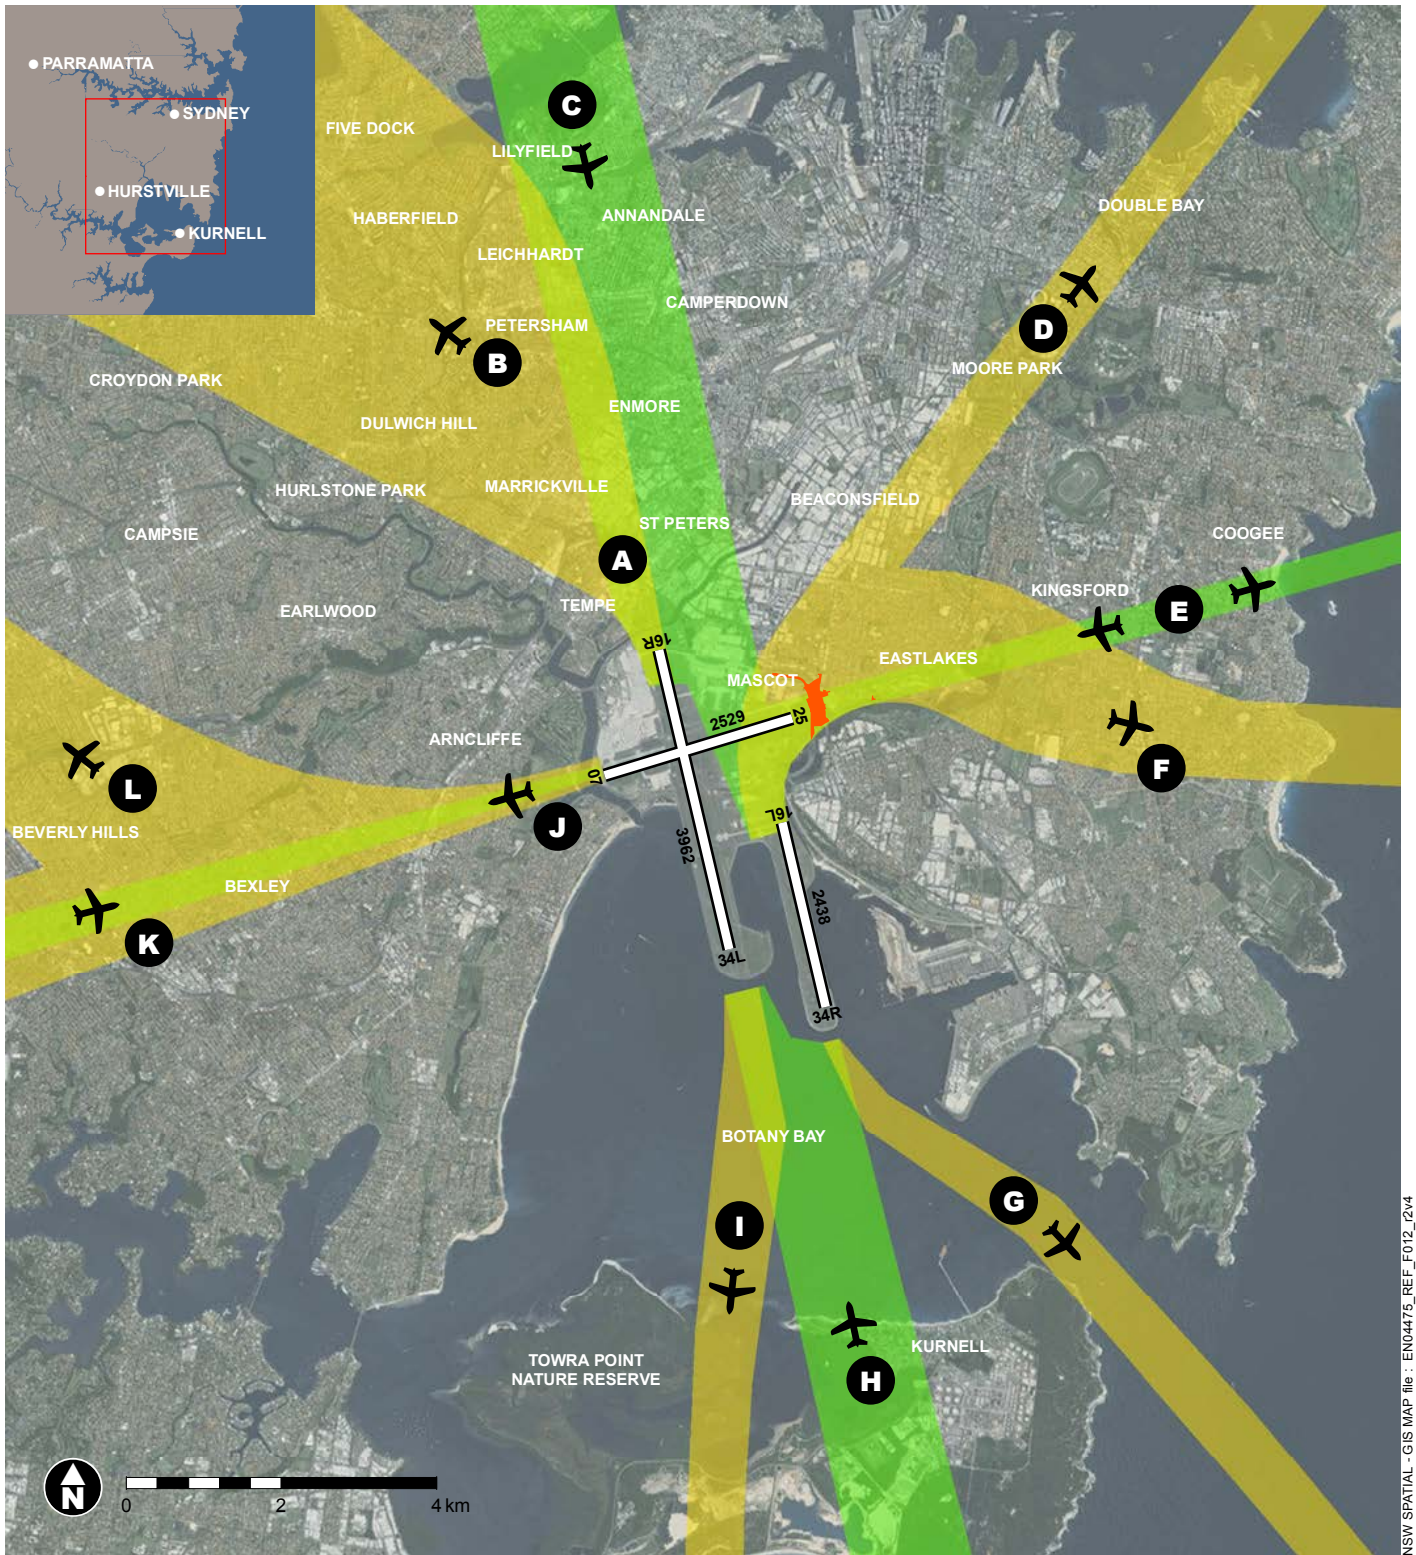 PARRAMATTA
SYDNEY
HURSTVILLE
KURNELL
C
FIVE DOCK
LILYFIELD
DOUBLE BAY
HABERFIELD
ANNANDALE
LEICHHARDT
CAMPERDOWN
PETERSHAM
D
B
MOORE PARK
CROYDON PARK
ENMORE
DULWICH HILL
HURLSTONE PARK
MARRICKVILLE
BEACONSFIELD
ST PETERS
CAMPSIE
COOGEE
A
KINGSFORD
TEMPE
E
EARLWOOD
16R
EASTLAKES
MASCOT
2529
25
ARNCLIFFE
07
F
L
J
16L
BEVERLY HILLS
3962
BEXLEY
2438
K
34L
34R
BOTANY BAY
G
I
KURNELL
TOWRA POINT
NATURE RESERVE
H
N
0
2
4 km
NSW SPATIAL - GIS MAP file : EN04475_REF_F012_r2v4